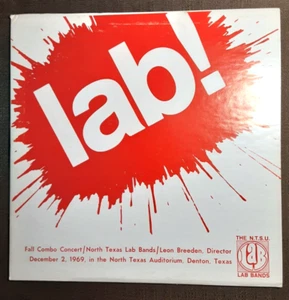 lab!
Fall Combo Concert/North Texas Lab Bands/Leon Breeden, Director
December 2, 1969, in the North Texas Auditorium, Denton, Texas
THE N.T.S.U.
lab
LAB BANDS